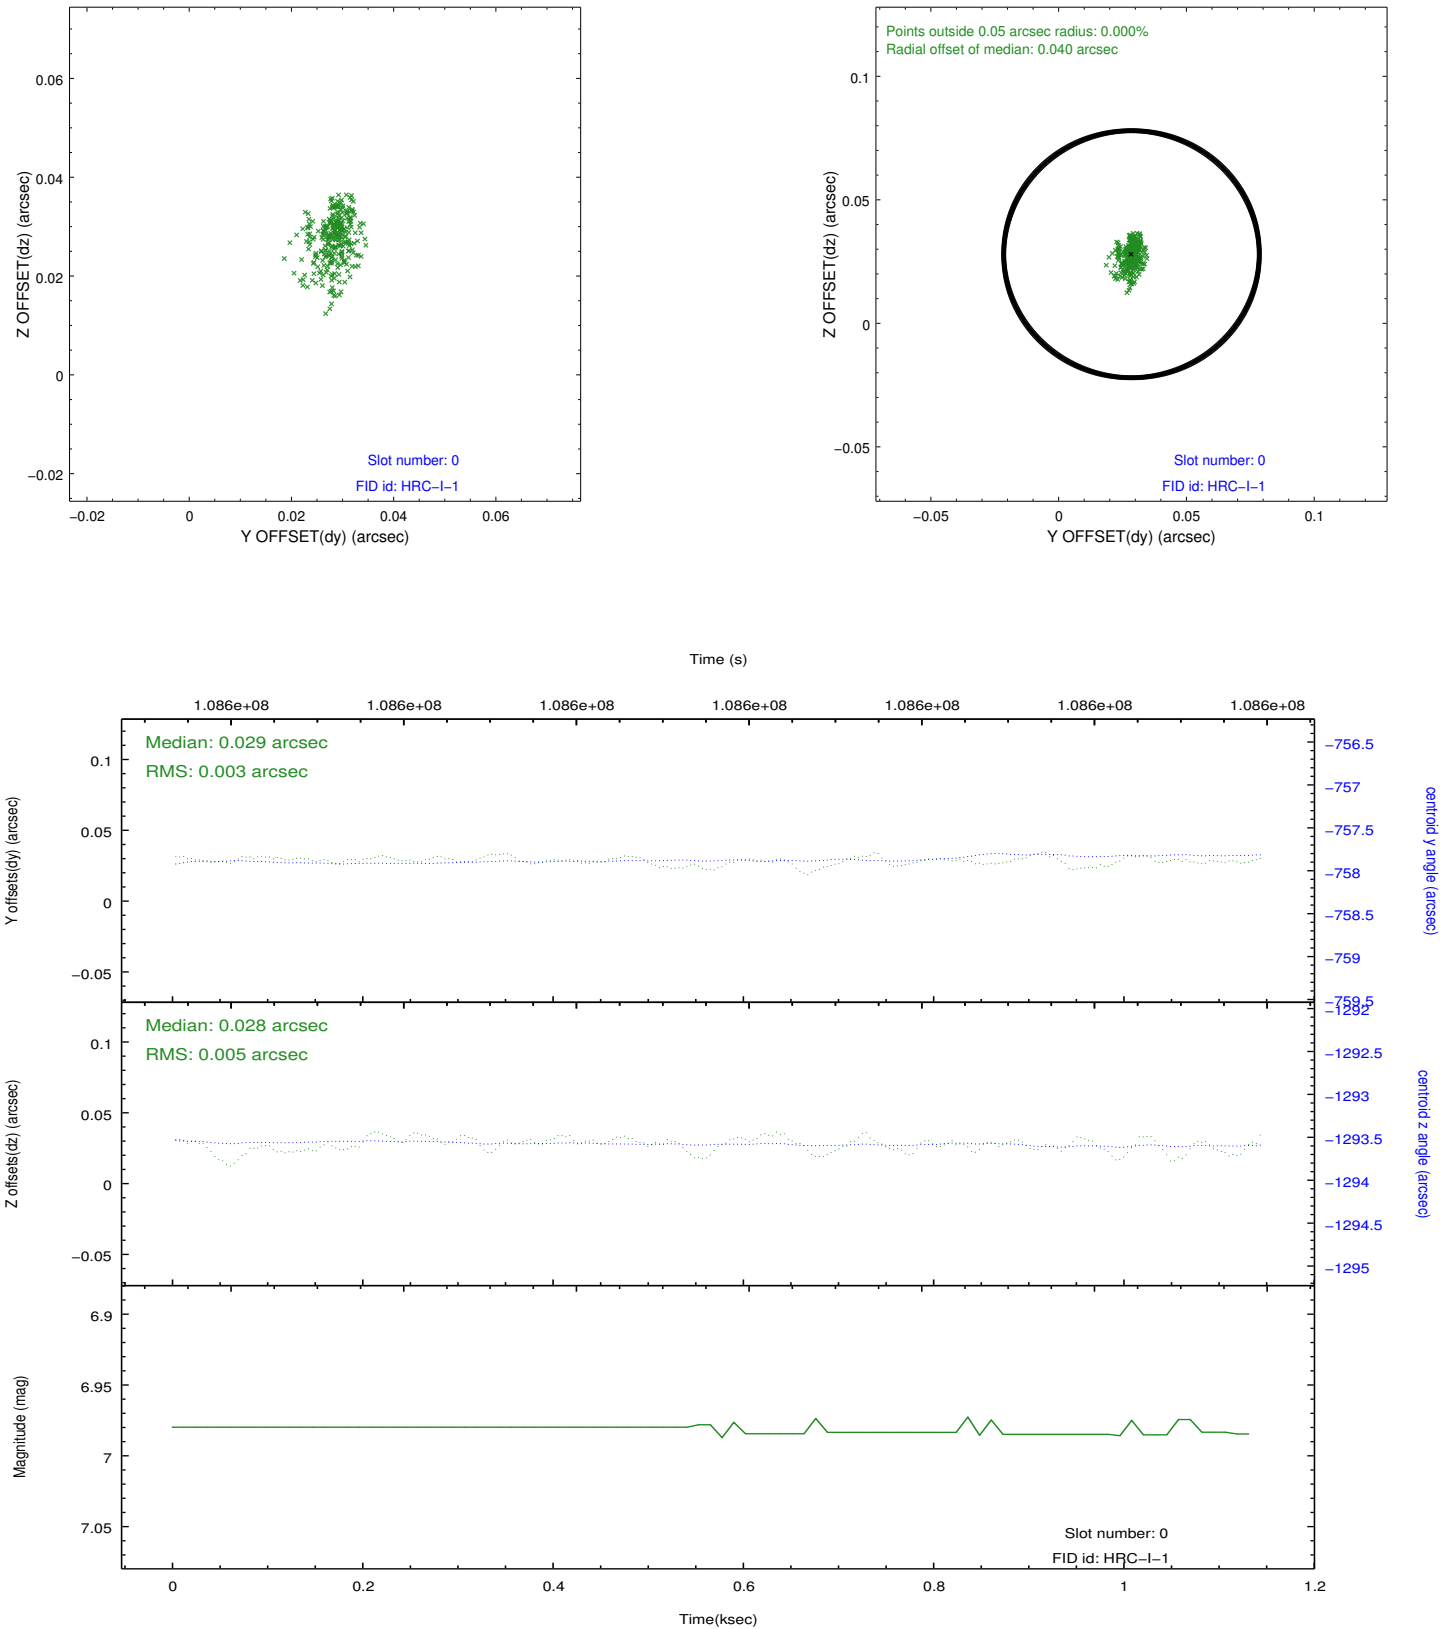 0.06
0.04
0.02
0
−0.02
Z OFFSET(dz) (arcsec)
Slot number: 0
FID id: HRC−I−1
−0.02 0 0.02 0.04 0.06
Y OFFSET(dy) (arcsec)
Points outside 0.05 arcsec radius: 0.000%
Radial offset of median: 0.040 arcsec
0.1
0.05
0
−0.05
Z OFFSET(dz) (arcsec)
Slot number: 0
FID id: HRC−I−1
−0.05 0 0.05 0.1
Y OFFSET(dy) (arcsec)
Time (s)
1.086e+08 1.086e+08 1.086e+08 1.086e+08 1.086e+08 1.086e+08 1.086e+08
Median: 0.029 arcsec
RMS: 0.003 arcsec
0.1
0.05
0
−0.05
Y offsets(dy) (arcsec)
−756.5
−757
−757.5
−758
−758.5
−759
−759.5
centroid y angle (arcsec)
Median: 0.028 arcsec
RMS: 0.005 arcsec
0.1
0.05
0
−0.05
Z offsets(dz) (arcsec)
−1292
−1292.5
−1293
−1293.5
−1294
−1294.5
−1295
centroid z angle (arcsec)
6.9
6.95
7
7.05
Magnitude (mag)
Slot number: 0
FID id: HRC−I−1
0 0.2 0.4 0.6 0.8 1 1.2
Time(ksec)